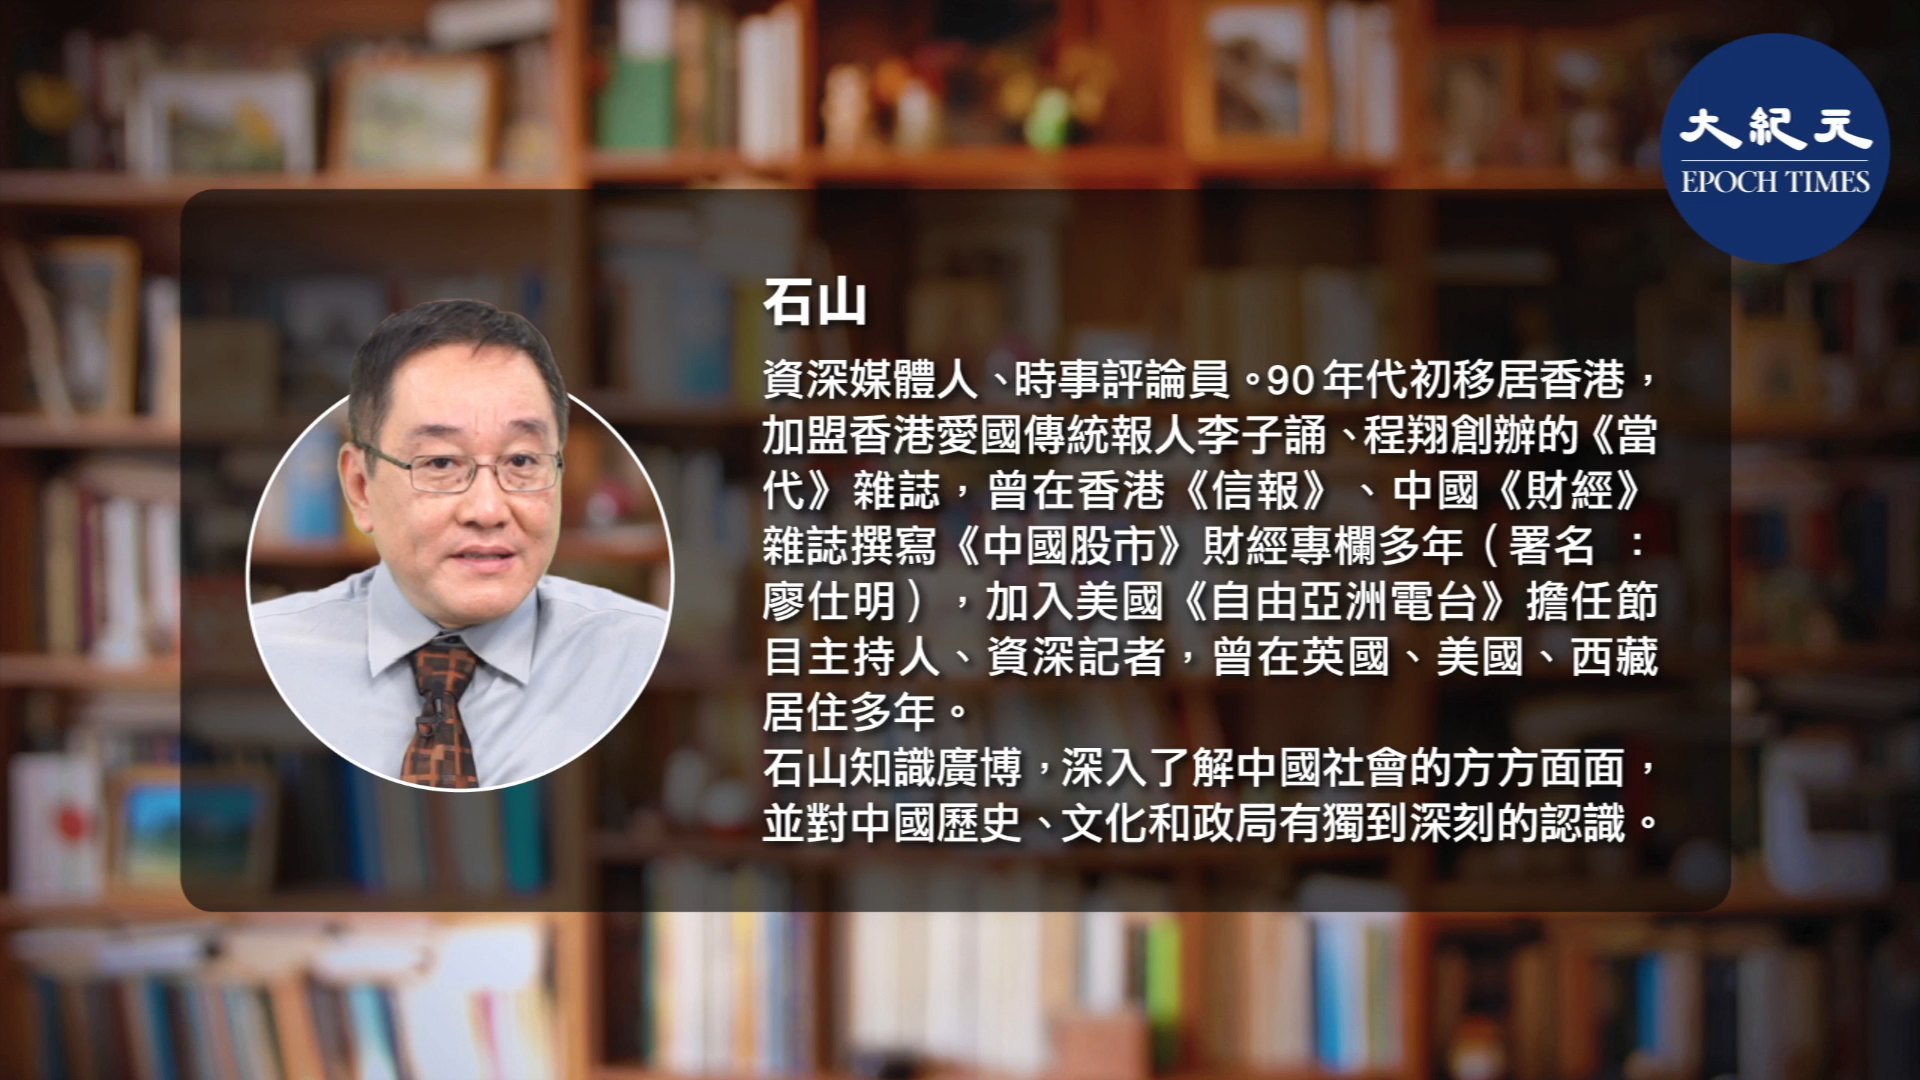 大紀元
EPOCH TIMES
石山
資深媒體人、時事評論員。90年代初移居香港，
加盟香港愛國傳統報人李子誦、程翔創辦的《當
代》雜誌，曾在香港《信報》、中國《財經》
雜誌撰寫《中國股市》財經專欄多年（署名：
廖仕明），加入美國《自由亞洲電台》擔任節
目主持人、資深記者，曾在英國、美國、西藏
居住多年。
石山知識廣博，深入了解中國社會的方方面面，
並對中國歷史、文化和政局有獨到深刻的認識。